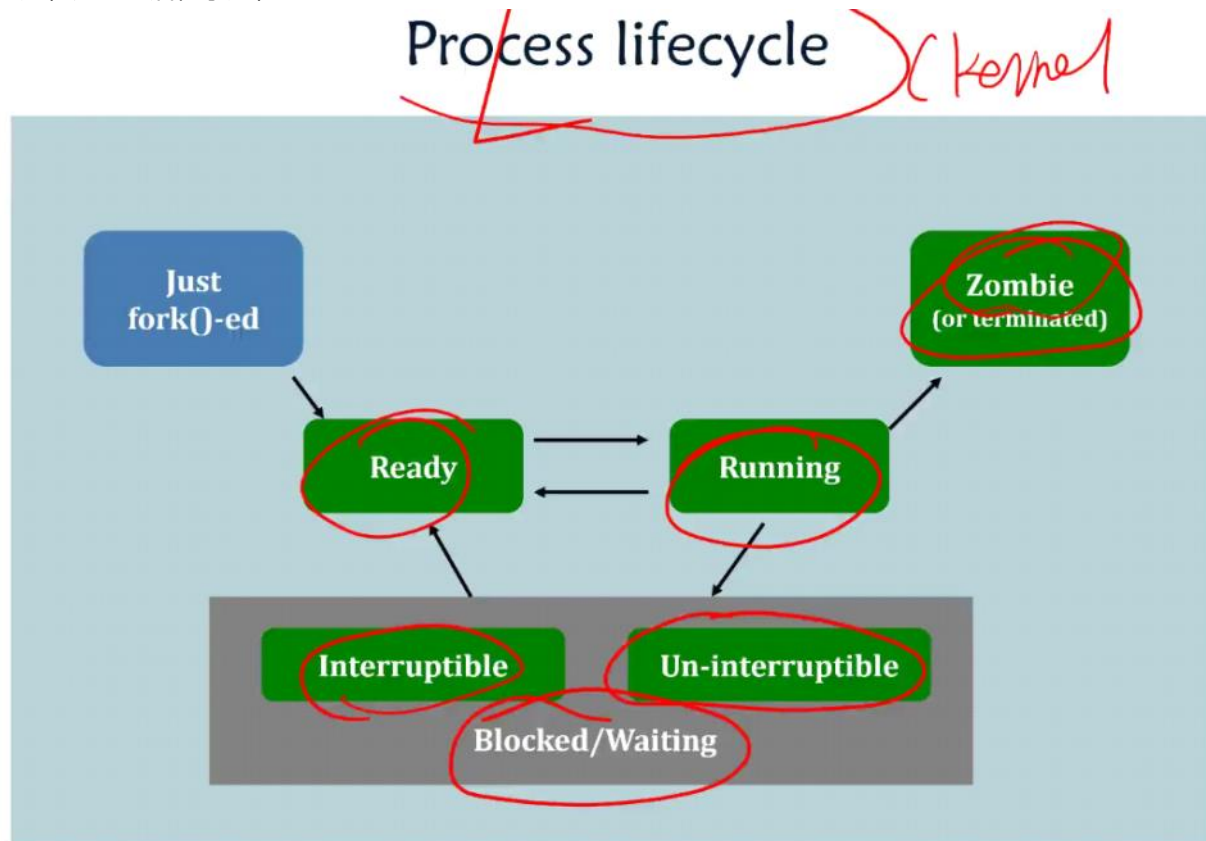 Process lifecycle (kernel
Just
fork()-ed
Zombie
(or terminated)
Ready
Running
Interruptible
Un-interruptible
Blocked/Waiting